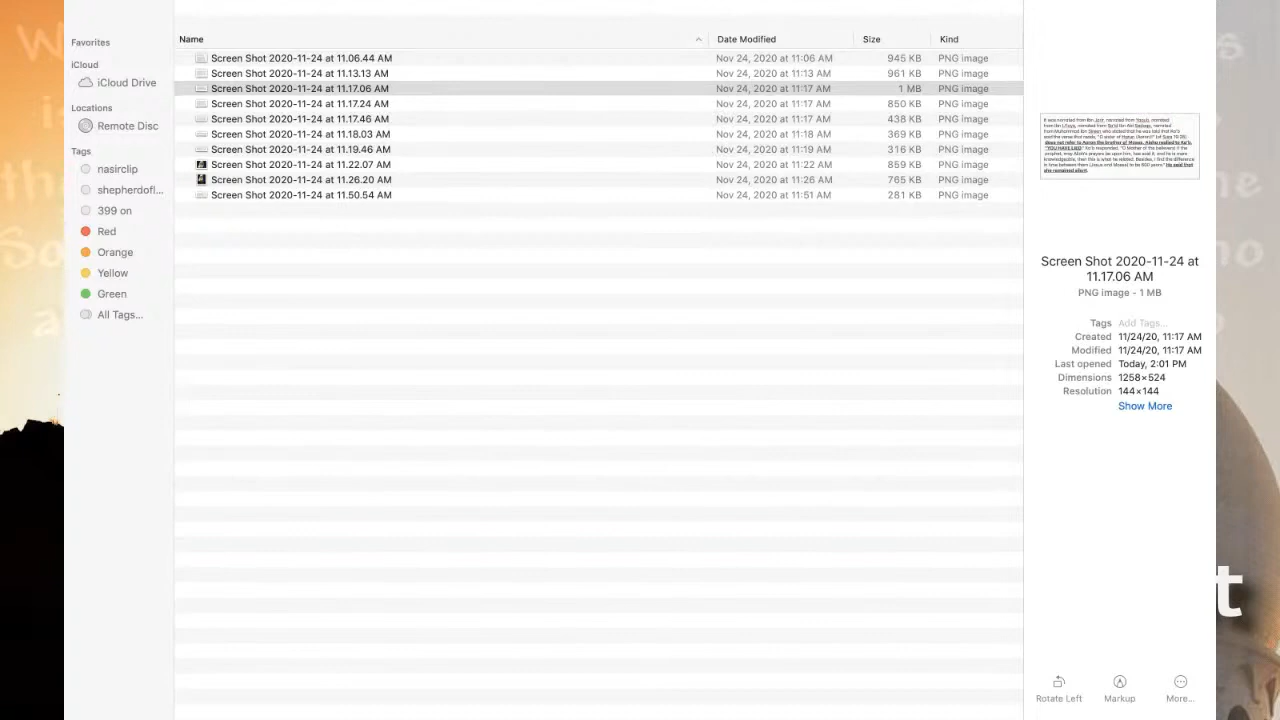 Name
Date Modified
Size
Kind
Favorites
iCloud
iCloud Drive
Locations
Remote Disc
Tags
nasirclip
shepherdofl...
399 on
Red
Orange
Yellow
Green
All Tags...
Screen Shot 2020-11-24 at 11.06.44 AM Nov 24, 2020 at 11:06 AM 945 KB PNG image
Screen Shot 2020-11-24 at 11.13.13 AM Nov 24, 2020 at 11:13 AM 961 KB PNG image
Screen Shot 2020-11-24 at 11.17.06 AM Nov 24, 2020 at 11:17 AM 1 MB PNG image
Screen Shot 2020-11-24 at 11.17.24 AM Nov 24, 2020 at 11:17 AM 850 KB PNG image
Screen Shot 2020-11-24 at 11.17.46 AM Nov 24, 2020 at 11:17 AM 438 KB PNG image
Screen Shot 2020-11-24 at 11.18.40 AM Nov 24, 2020 at 11:18 AM 459 KB PNG image
Screen Shot 2020-11-24 at AM Nov 24, 2020 at 11:19 AM KB PNG image
Screen Shot 2020-11-24 at AM Nov 24, 2020 at AM KB PNG image
Screen Shot 2020-11-24 at 11.26.44 AM Nov 24, 2020 at 11:26 AM 765 KB PNG image
Screen Shot 2020-11-24 at 11.50.54 AM Nov 24, 2020 at 11:51 AM 281 KB PNG image
Screen Shot 2020-11-24 at
11.17.06 AM
PNG image - 1 MB
Tags Add Tags...
Created 11/24/20, 11:17 AM
Modified 11/24/20, 11:17 AM
Last opened Today, 2:01 PM
Dimensions 1258×524
Resolution 144×144
Show More
Rotate Left
Markup
More...